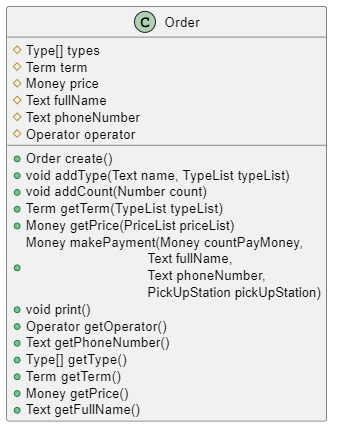 C Order
Type[] types
Term term
Money price
Text fullName
Text phoneNumber
Operator operator
Order create()
void addType(Text name, TypeList typeList)
void addCount(Number count)
Term getTerm(TypeList typeList)
Money getPrice(PriceList priceList)
Money makePayment(Money countPayMoney,
Text fullName,
Text phoneNumber,
PickUpStation pickUpStation)
void print()
Operator getOperator()
Text getPhoneNumber()
Type[] getType()
Term getTerm()
Money getPrice()
Text getFullName()